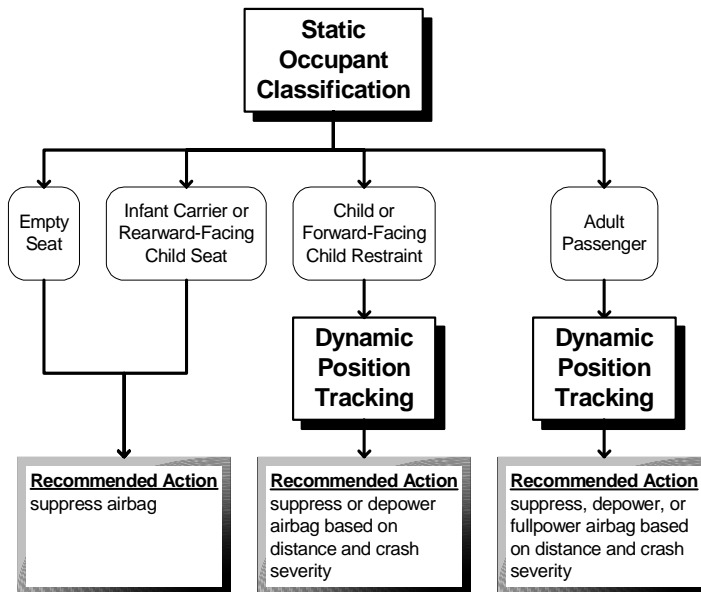 Static
Occupant
Classification
Empty
Seat
Infant Carrier or
Rearward-Facing
Child Seat
Child or
Forward-Facing
Child Restraint
Adult
Passenger
Dynamic
Position
Tracking
Dynamic
Position
Tracking
Recommended Action
suppress airbag
Recommended Action
suppress or depower
airbag based on
distance and crash
severity
Recommended Action
suppress, depower, or
fullpower airbag based
on distance and crash
severity